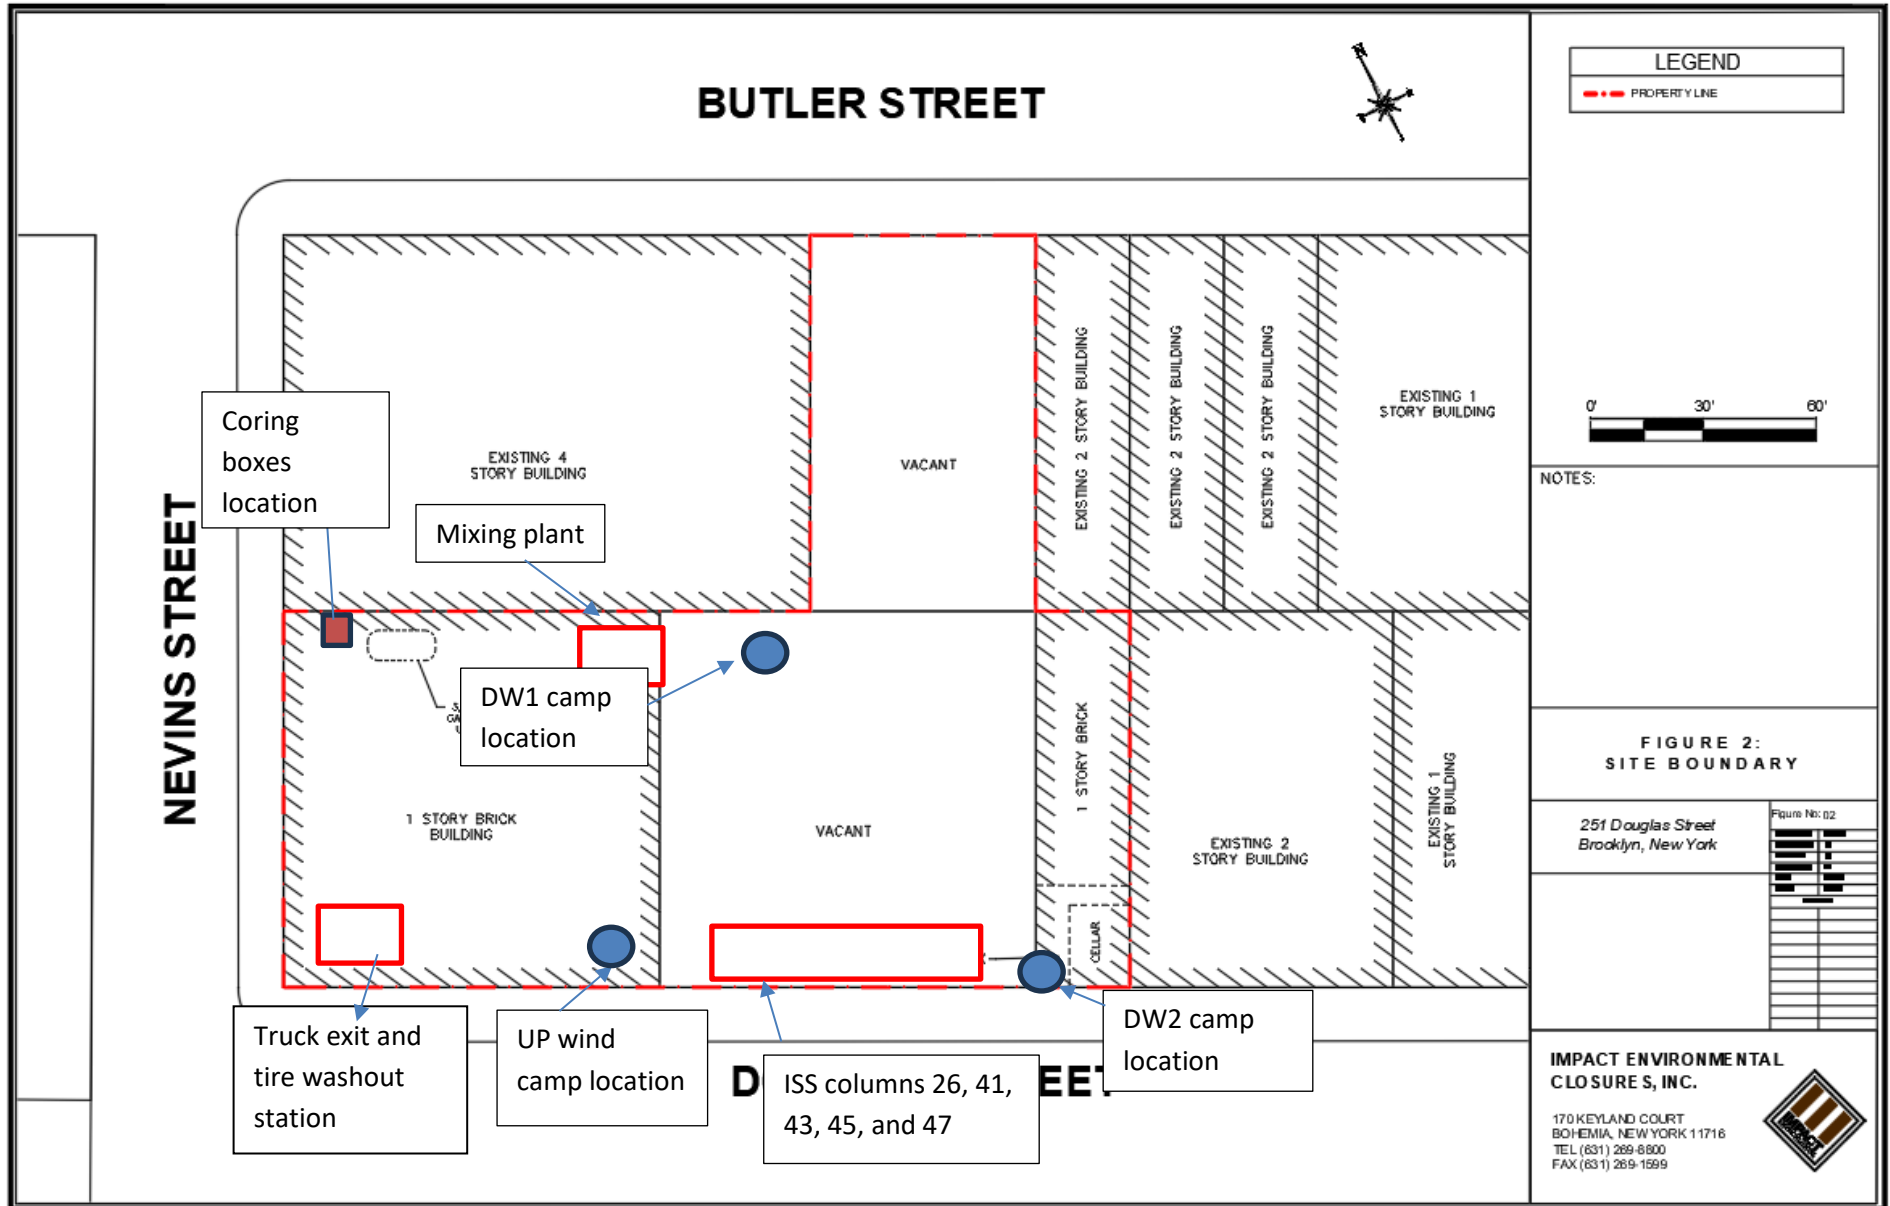 BUTLER STREET
N
LEGEND
PROPERTY LINE
0' 30' 60'
NOTES:
Coring
boxes
location
EXISTING 4
STORY BUILDING
VACANT
EXISTING 2 STORY BUILDING
EXISTING 2 STORY BUILDING
EXISTING 2 STORY BUILDING
EXISTING 1
STORY BUILDING
NEVINS STREET
Mixing plant
DW1 camp
location
1 STORY BRICK
BUILDING
VACANT
1 STORY BRICK
CELLAR
EXISTING 2
STORY BUILDING
EXISTING 1
STORY BUILDING
FIGURE 2:
SITE BOUNDARY
251 Douglas Street
Brooklyn, New York
Figure No: 02
Truck exit and
tire washout
station
UP wind
camp location
D EET
ISS columns 26, 41,
43, 45, and 47
DW2 camp
location
IMPACT ENVIRONMENTAL
CLOSURES, INC.
170 KEYLAND COURT
BOHEMIA, NEW YORK 11716
TEL (631) 269-8800
FAX (631) 269-1599
IMPACT